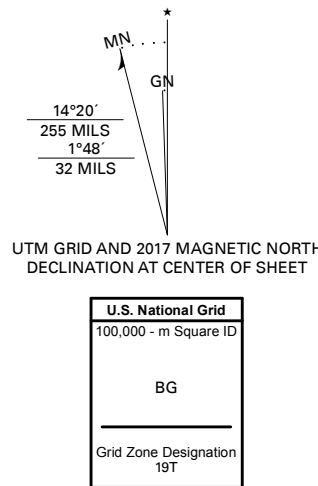 ★
MN
GN
14°20´
255 MILS
1°48´
32 MILS
UTM GRID AND 2017 MAGNETIC NORTH
DECLINATION AT CENTER OF SHEET
U.S. National Grid
100,000 - m Square ID
BG
Grid Zone Designation
19T